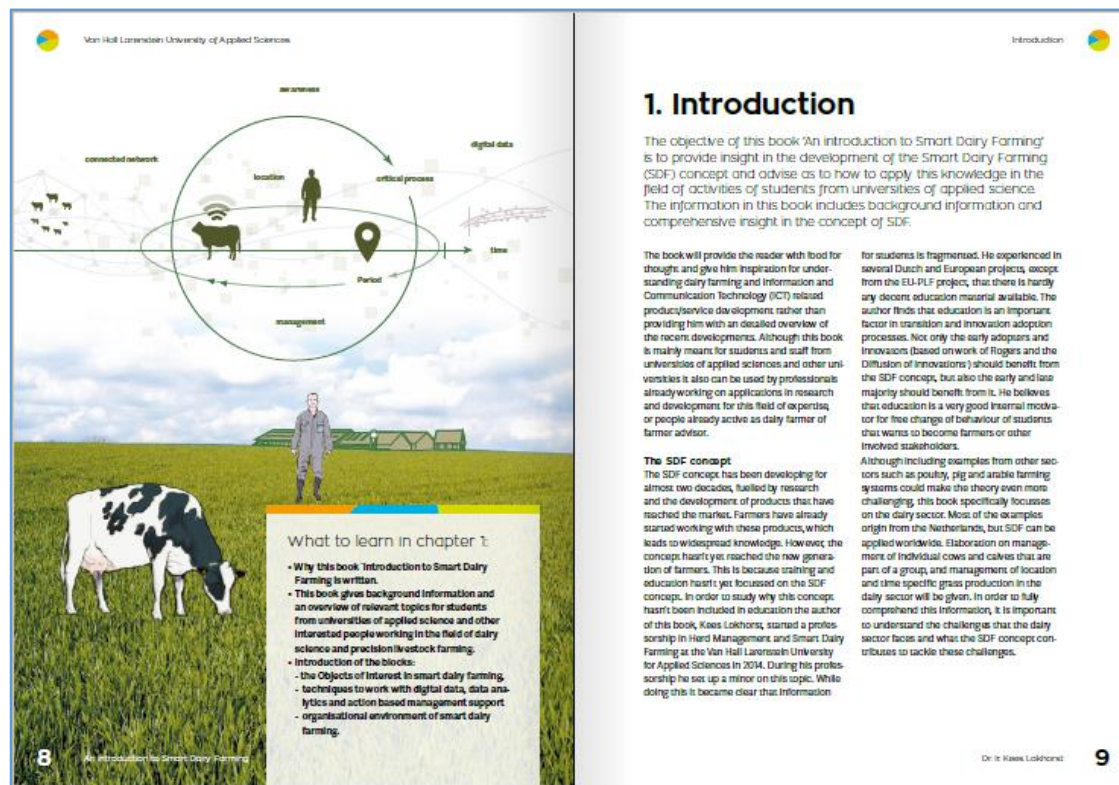 Van Hall Larenstein University of Applied Sciences
awareness
connected network
digital data
location
critical process
time
Period
management
What to learn in chapter 1:
• Why this book 'Introduction to Smart Dairy
Farming is written.
• This book gives background information and
an overview of relevant topics for students
from universities of applied science and other
interested people working in the field of dairy
science and precision livestock farming.
• Introduction of the blocks:
- the Objects of Interest in smart dairy farming,
- techniques to work with digital data, data ana-
lytics and action based management support
- organisational environment of smart dairy
farming.
8
An Introduction to Smart Dairy Farming
Introduction
1. Introduction
The objective of this book 'An introduction to Smart Dairy Farming'
is to provide insight in the development of the Smart Dairy Farming
(SDF) concept and advise as to how to apply this knowledge in the
field of activities of students from universities of applied science.
The information in this book includes background information and
comprehensive insight in the concept of SDF.
The book will provide the reader with food for
thought and give him inspiration for under-
standing dairy farming and Information and
Communication Technology (ICT) related
product/service development rather than
providing him with an detailed overview of
the recent developments. Although this book
is mainly meant for students and staff from
universities of applied sciences and other uni-
versities it also can be used by professionals
already working on applications in research
and development for this field of expertise,
or people already active as dairy farmer of
farmer advisor.
The SDF concept
The SDF concept has been developing for
almost two decades, fuelled by research
and the development of products that have
reached the market. Farmers have already
started working with these products, which
leads to widespread knowledge. However, the
concept hasn't yet reached the new genera-
tion of farmers. This is because training and
education hasn't yet focussed on the SDF
concept. In order to study why this concept
hasn't been included in education the author
of this book, Kees Lokhorst, started a profes-
sorship in Herd Management and Smart Dairy
Farming at the Van Hall Larenstein University
for Applied Sciences in 2014. During his profes-
sorship he set up a minor on this topic. While
doing this it became clear that information
for students is fragmented. He experienced in
several Dutch and European projects, except
from the EU-PLF project, that there is hardly
any decent education material available. The
author finds that education is an important
factor in transition and innovation adoption
processes. Not only the early adopters and
innovators (based on work of Rogers and the
Diffusion of Innovations) should benefit from
the SDF concept, but also the early and late
majority should benefit from it. He believes
that education is a very good internal motiva-
tor for free change of behaviour of students
that wants to become farmers or other
involved stakeholders.
Although including examples from other sec-
tors such as poultry, pig and arable farming
systems could make the theory even more
challenging, this book specifically focusses
on the dairy sector. Most of the examples
origin from the Netherlands, but SDF can be
applied worldwide. Elaboration on manage-
ment of individual cows and calves that are
part of a group, and management of location
and time specific grass production in the
dairy sector will be given. In order to fully
comprehend this information, it is important
to understand the challenges that the dairy
sector faces and what the SDF concept con-
tributes to tackle these challenges.
Dr. Ir. Kees Lokhorst
9